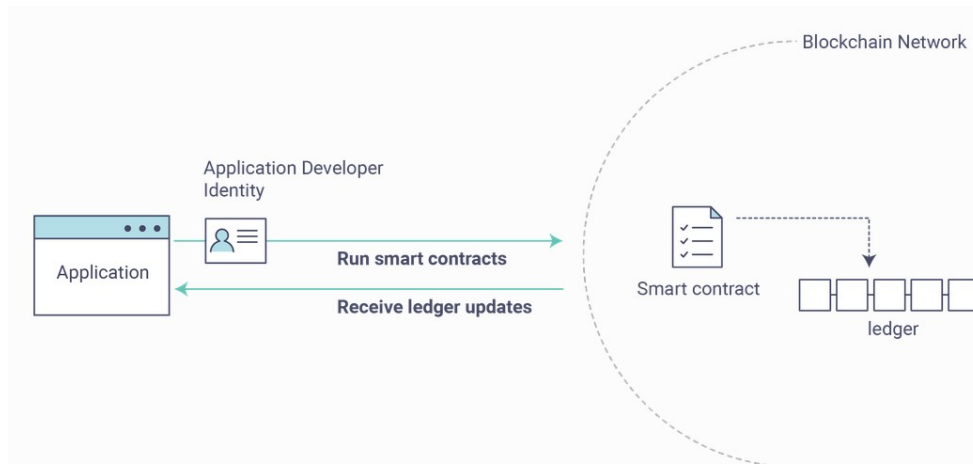 Blockchain Network
Application Developer
Identity
Application
Run smart contracts
Receive ledger updates
Smart contract
ledger